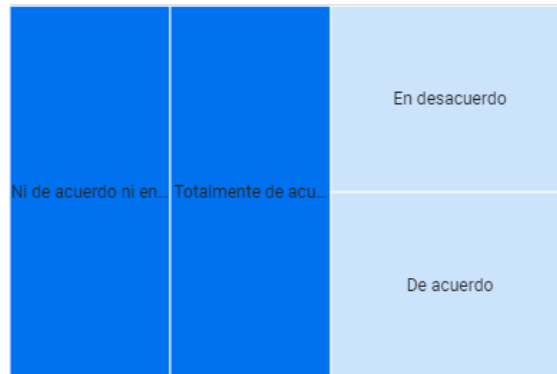 En desacuerdo
Ni de acuerdo ni en...
Totalmente de acu...
De acuerdo